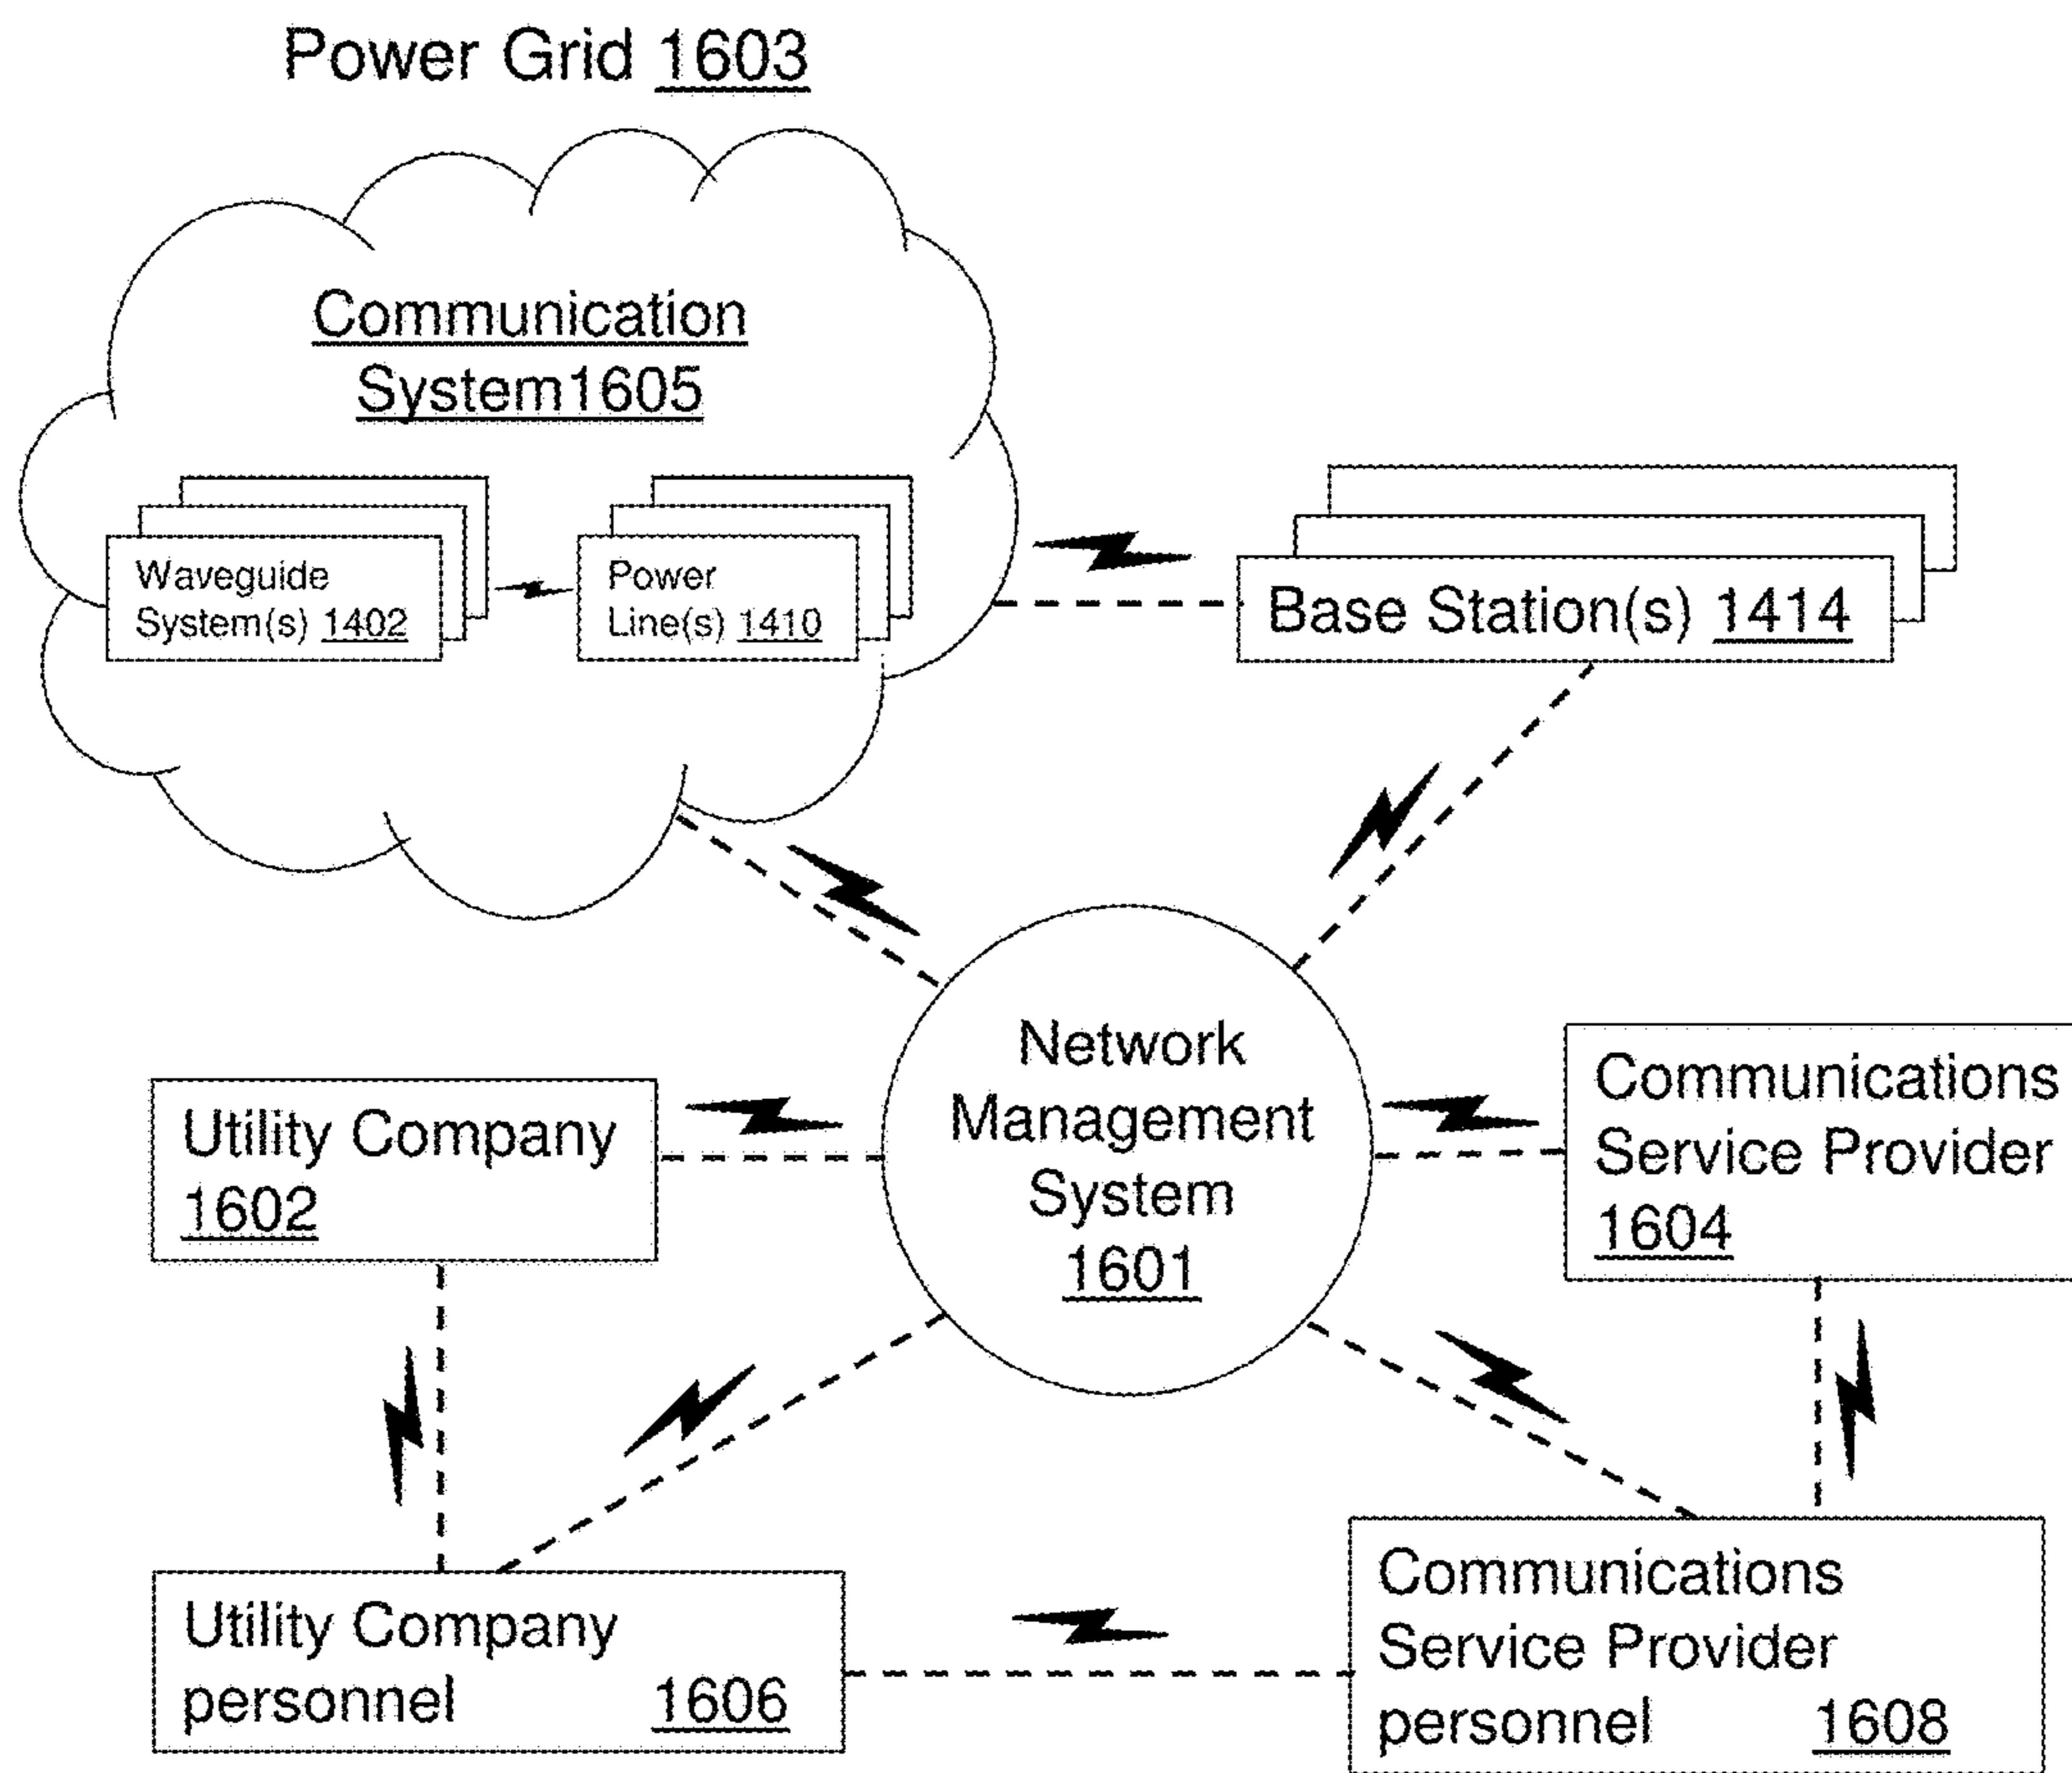 Power Grid 1603
Communication
System1605
Waveguide
System(s) 1402
Power
Line(s) 1410
Base Station(s) 1414
Network
Management
System
1601
Utility Company
1602
Communications
Service Provider
1604
Utility Company
personnel 1606
Communications
Service Provider
personnel 1608